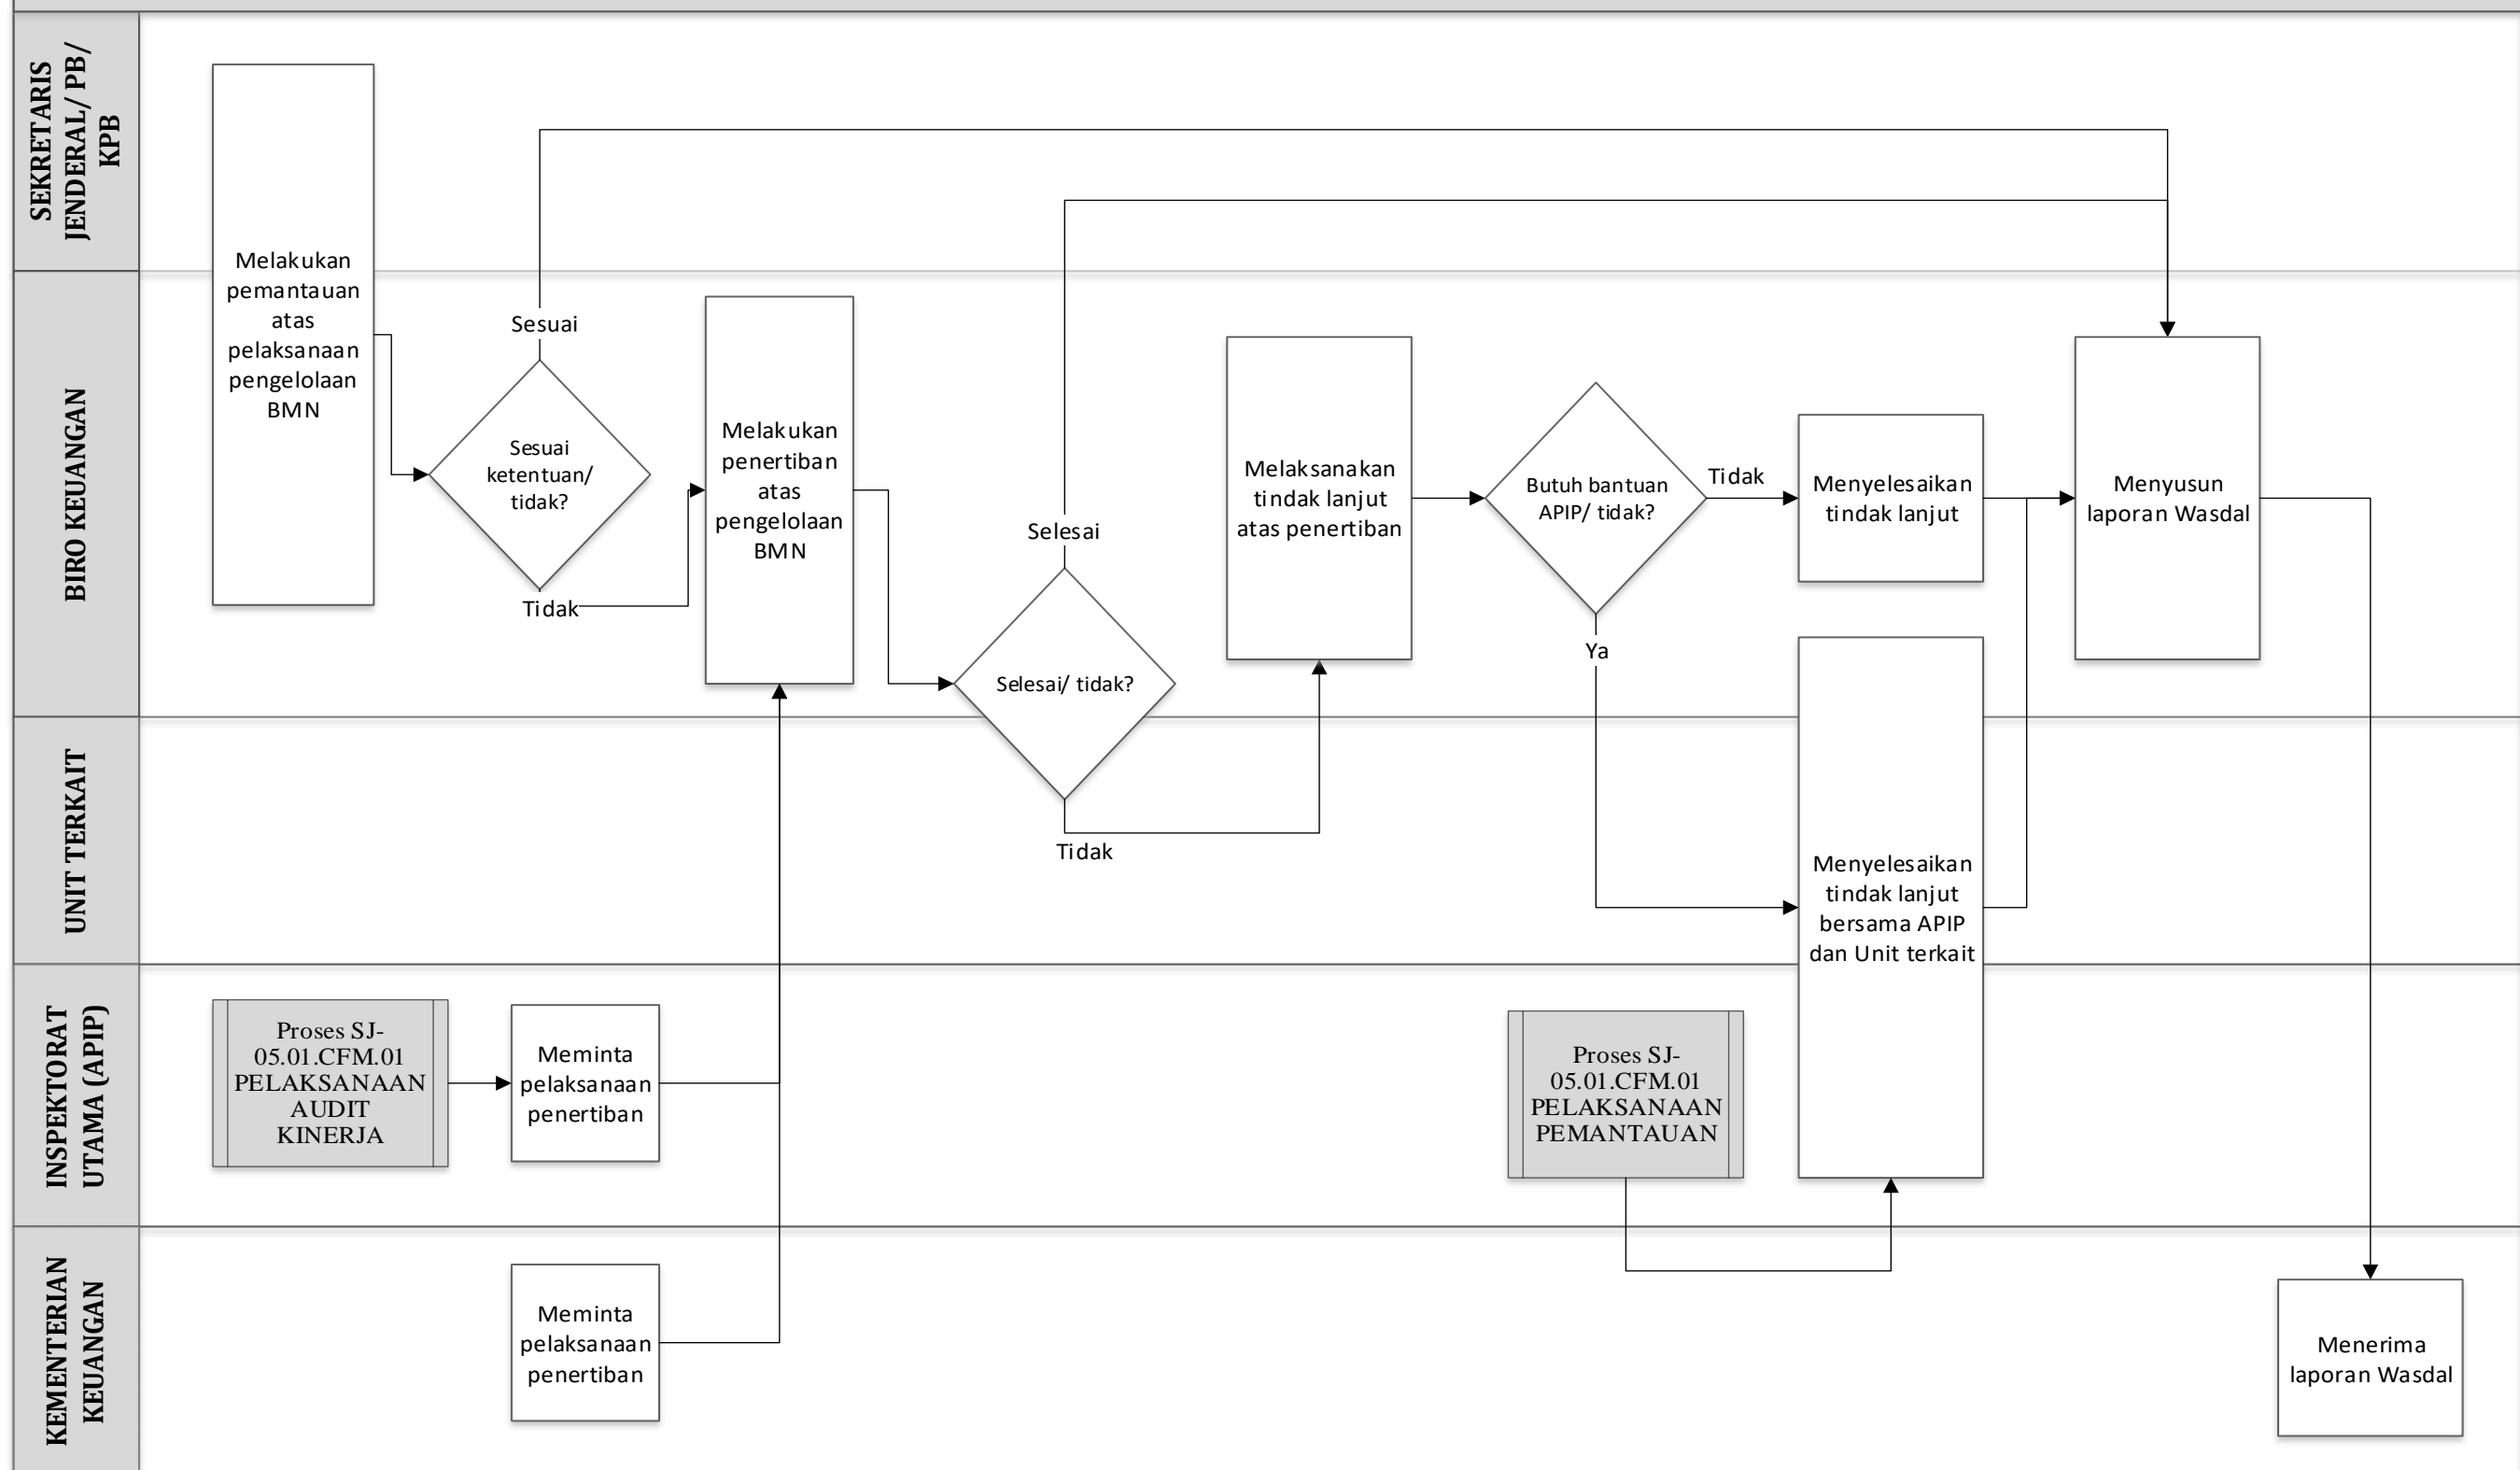 SEKRETARIS
JENDERAL/ PB/
KPB
Melakukan
pemantauan
atas
pelaksanaan
pengelolaan
BMN
BIRO KEUANGAN
Sesuai
Sesuai
ketentuan/
tidak?
Tidak
Melakukan
penertiban
atas
pengelolaan
BMN
Selesai
Selesai/ tidak?
Tidak
Melaksanakan
tindak lanjut
atas penertiban
Butuh bantuan
APIP/ tidak?
Tidak
Ya
Menyelesaikan
tindak lanjut
Menyusun
laporan Wasdal
UNIT TERKAIT
Menyelesaikan
tindak lanjut
bersama APIP
dan Unit terkait
INSPEKTORAT
UTAMA (APIP)
Proses SJ-
05.01.CFM.01
PELAKSANAAN
AUDIT
KINERJA
Meminta
pelaksanaan
penertiban
Proses SJ-
05.01.CFM.01
PELAKSANAAN
PEMANTAUAN
KEMENTERIAN
KEUANGAN
Meminta
pelaksanaan
penertiban
Menerima
laporan Wasdal